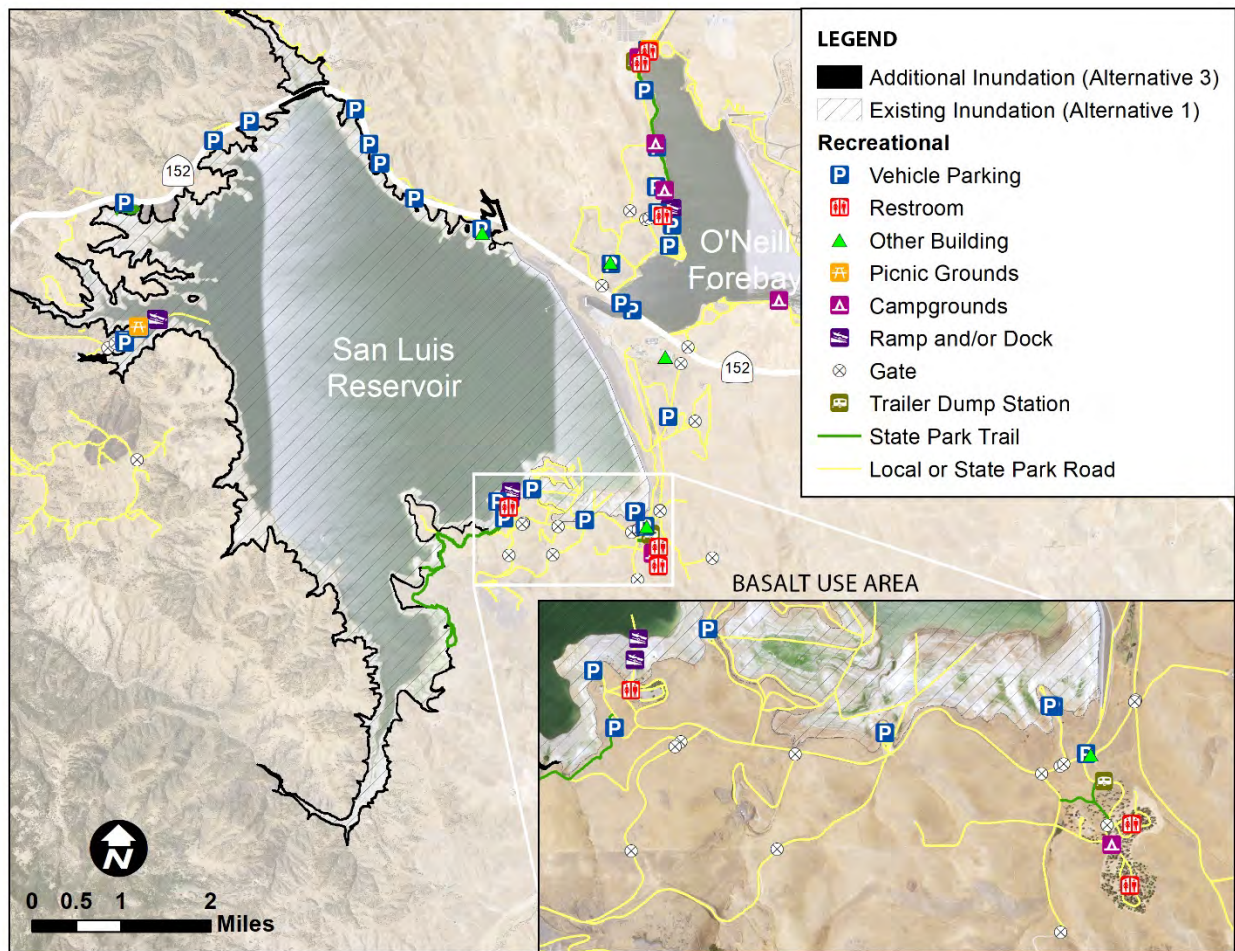 LEGEND
Additional Inundation (Alternative 3)
Existing Inundation (Alternative 1)
Recreational
P Vehicle Parking
Restroom
Other Building
Picnic Grounds
Campgrounds
Ramp and/or Dock
Gate
Trailer Dump Station
State Park Trail
Local or State Park Road
152
O'Neill
Forebay
San Luis
Reservoir
152
BASALT USE AREA
N
0 0.5 1 2
Miles